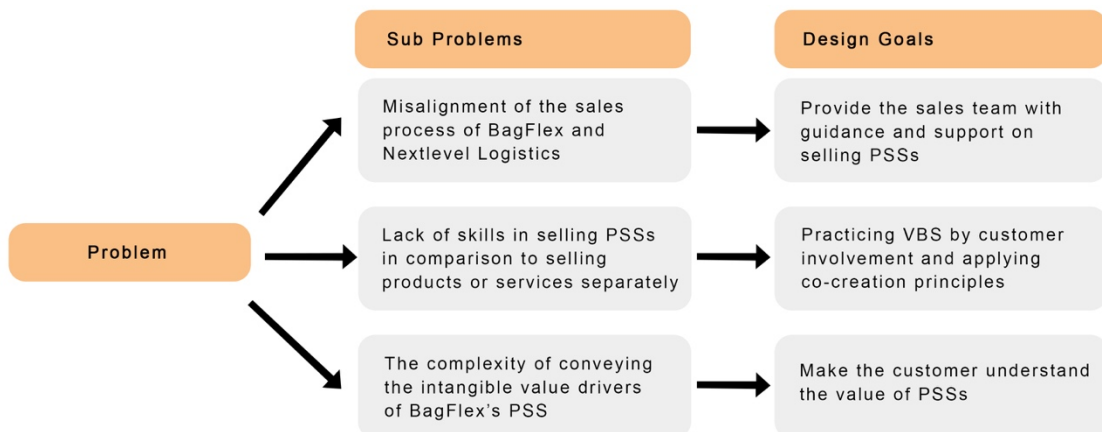 Sub Problems
Design Goals
Misalignment of the sales
process of BagFlex and
Nextlevel Logistics
Provide the sales team with
guidance and support on
selling PSSs
Problem
Lack of skills in selling PSSs
in comparison to selling
products or services separately
Practicing VBS by customer
involvement and applying
co-creation principles
The complexity of conveying
the intangible value drivers
of BagFlex's PSS
Make the customer understand
the value of PSSs